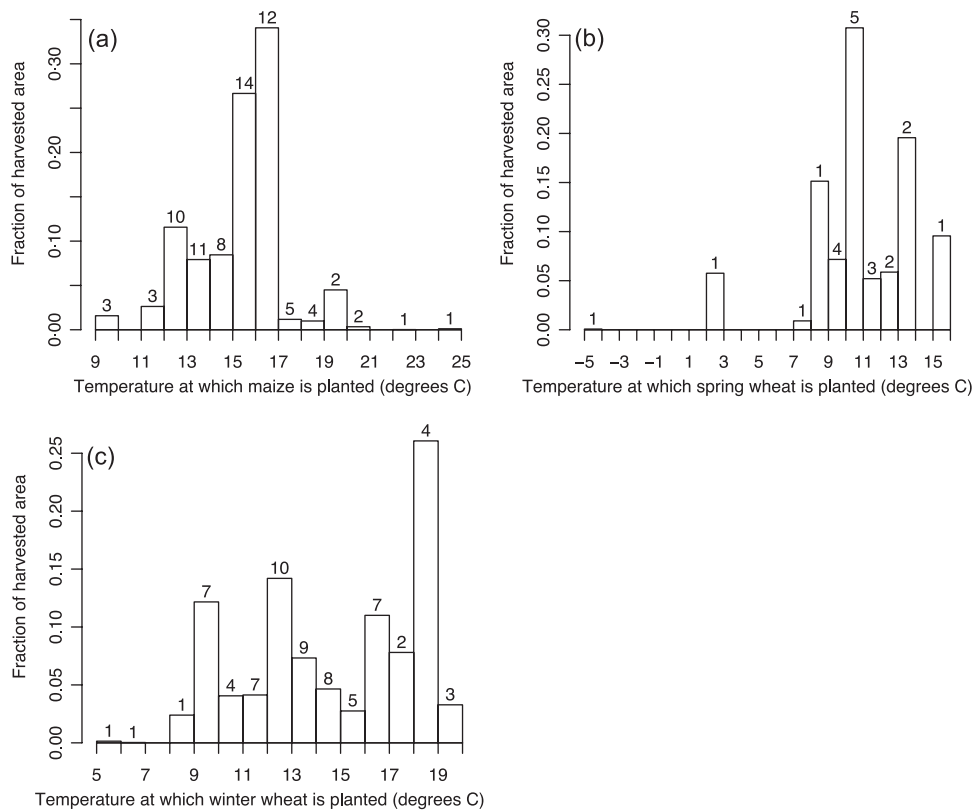 (a)
Fraction of harvested area
0·00 0·10 0·30
3 3 10 11 8 14 12 5 4 2 2 1 1
9 11 13 15 17 19 21 23 25
Temperature at which maize is planted (degrees C)
(b)
Fraction of harvested area
0.00 0.05 0.10 0.15 0.20 0.25 0.30
1 1 1 1 4 5 3 2 2 1
−5 −3 −1 1 3 5 7 9 11 13 15
Temperature at which spring wheat is planted (degrees C)
(c)
Fraction of harvested area
0.00 0.05 0.10 0.15 0.20 0.25
1 1 1 7 4 7 10 9 8 5 7 2 4 3
5 7 9 11 13 15 17 19
Temperature at which winter wheat is planted (degrees C)